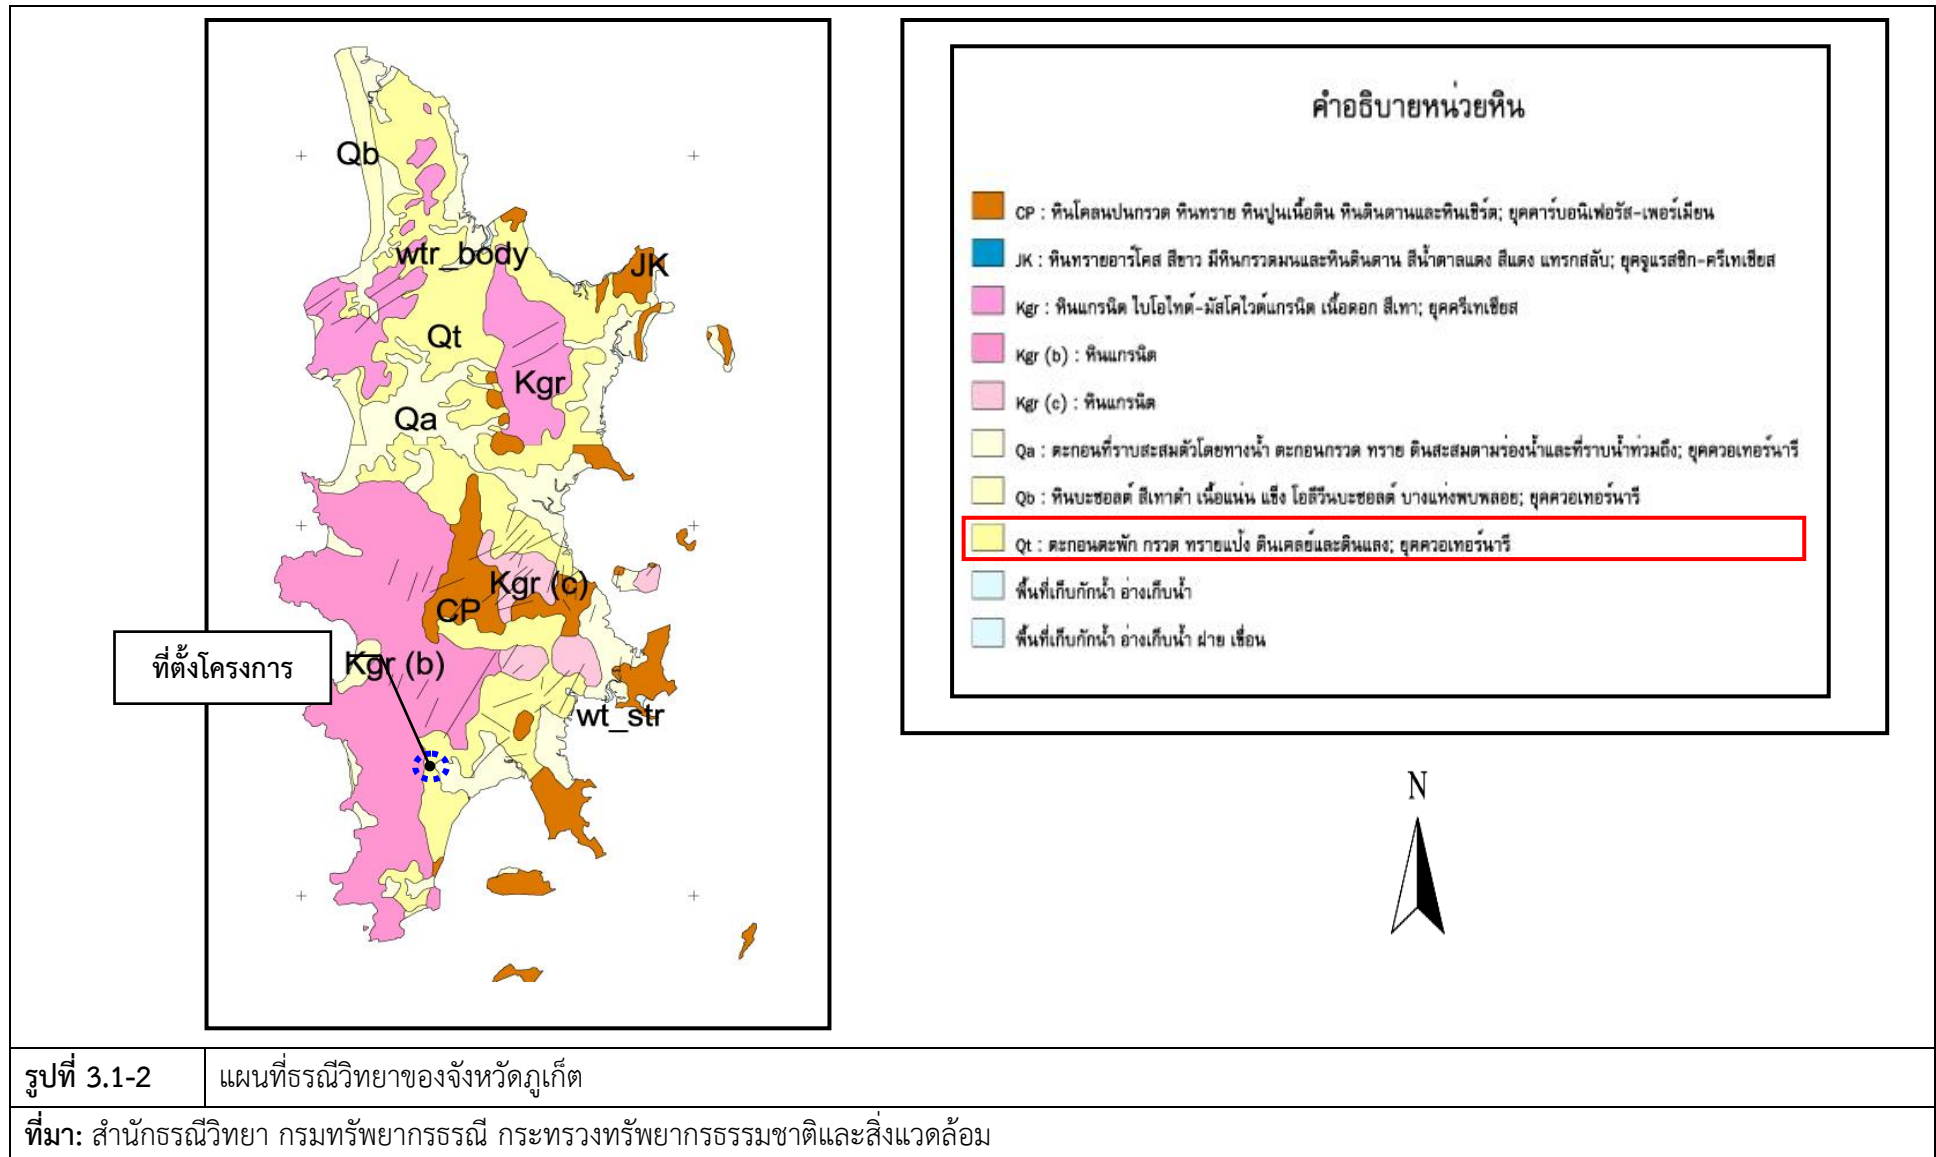 Qb
wtr_body
JK
Qt
Kgr
Qa
Kgr (c)
CP
ที่ตั้งโครงการ
Kgr (b)
wt_str
คำอธิบายหน่วยหิน
CP : หินโคลนปนกรวด หินทราย หินปูนเนื้อดิน หินดินดานและหินเชิร์ต; ยุคคาร์บอนิเฟอรัส-เพอร์เมียน
JK : หินทรายอาร์โคส สีขาว มีหินกรวดมนและหินดินดาน สีน้ำตาลแดง สีแดง แทรกสลับ; ยุคจูแรสซิก-ครีเทเชียส
Kgr : หินแกรนิต ไบโอไทต์-มัสโคไวต์แกรนิต เนื้อดอก สีเทา; ยุคครีเทเชียส
Kgr (b) : หินแกรนิต
Kgr (c) : หินแกรนิต
Qa : ตะกอนที่ราบสะสมตัวโดยทางน้ำ ตะกอนกรวด ทราย ดินสะสมตามร่องน้ำและที่ราบน้ำท่วมถึง; ยุคควอเทอร์นารี
Qb : หินบะซอลต์ สีเทาดำ เนื้อแน่น แข็ง โอลิวีนบะซอลต์ บางแห่งพบพลอย; ยุคควอเทอร์นารี
Qt : ตะกอนตะพัก กรวด ทรายแป้ง ดินเคลย์และดินแลง; ยุคควอเทอร์นารี
พื้นที่เก็บกักน้ำ อ่างเก็บน้ำ
พื้นที่เก็บกักน้ำ อ่างเก็บน้ำ ฝาย เขื่อน
N
รูปที่ 3.1-2 แผนที่ธรณีวิทยาของจังหวัดภูเก็ต
ที่มา: สำนักธรณีวิทยา กรมทรัพยากรธรณี กระทรวงทรัพยากรธรรมชาติและสิ่งแวดล้อม